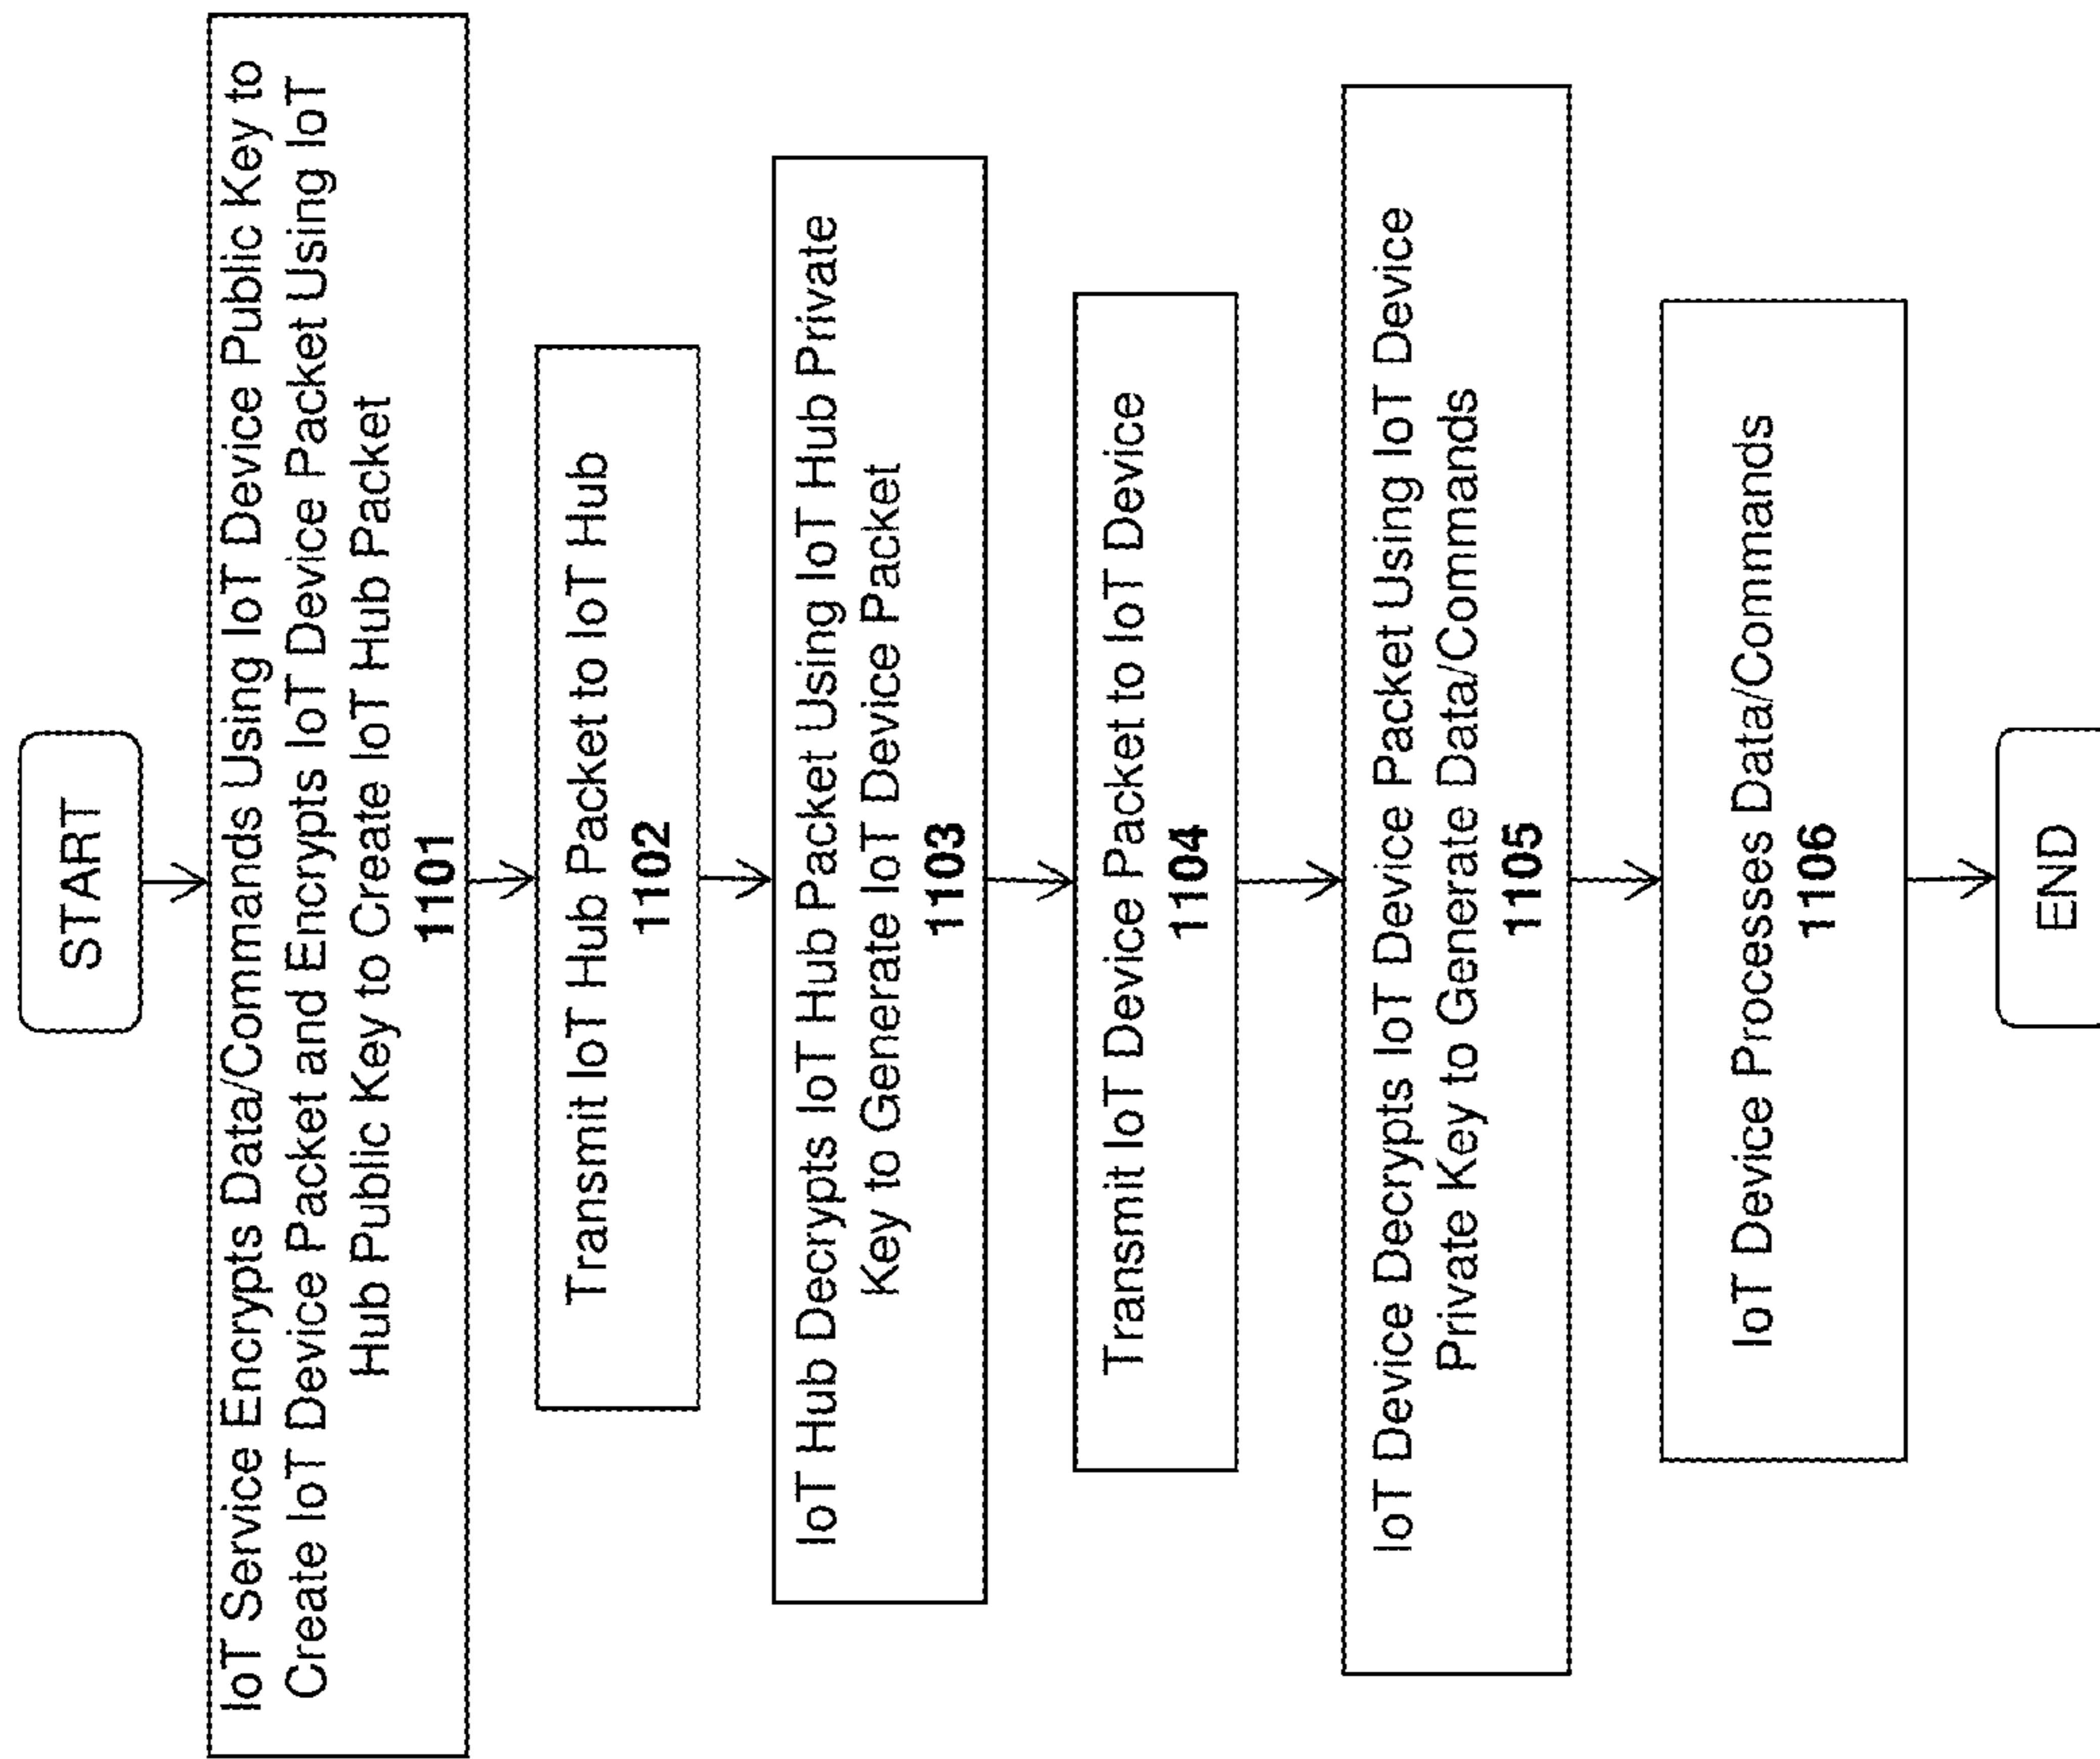 START
IoT Service Encrypts Data/Commands Using IoT Device Public Key to
Create IoT Device Packet and Encrypts IoT Device Packet Using IoT
Hub Public Key to Create IoT Hub Packet
1101
Transmit IoT Hub Packet to IoT Hub
1102
IoT Hub Decrypts IoT Hub Packet Using IoT Hub Private
Key to Generate IoT Device Packet
1103
Transmit IoT Device Packet to IoT Device
1104
IoT Device Decrypts IoT Device Packet Using IoT Device
Private Key to Generate Data/Commands
1105
IoT Device Processes Data/Commands
1106
END